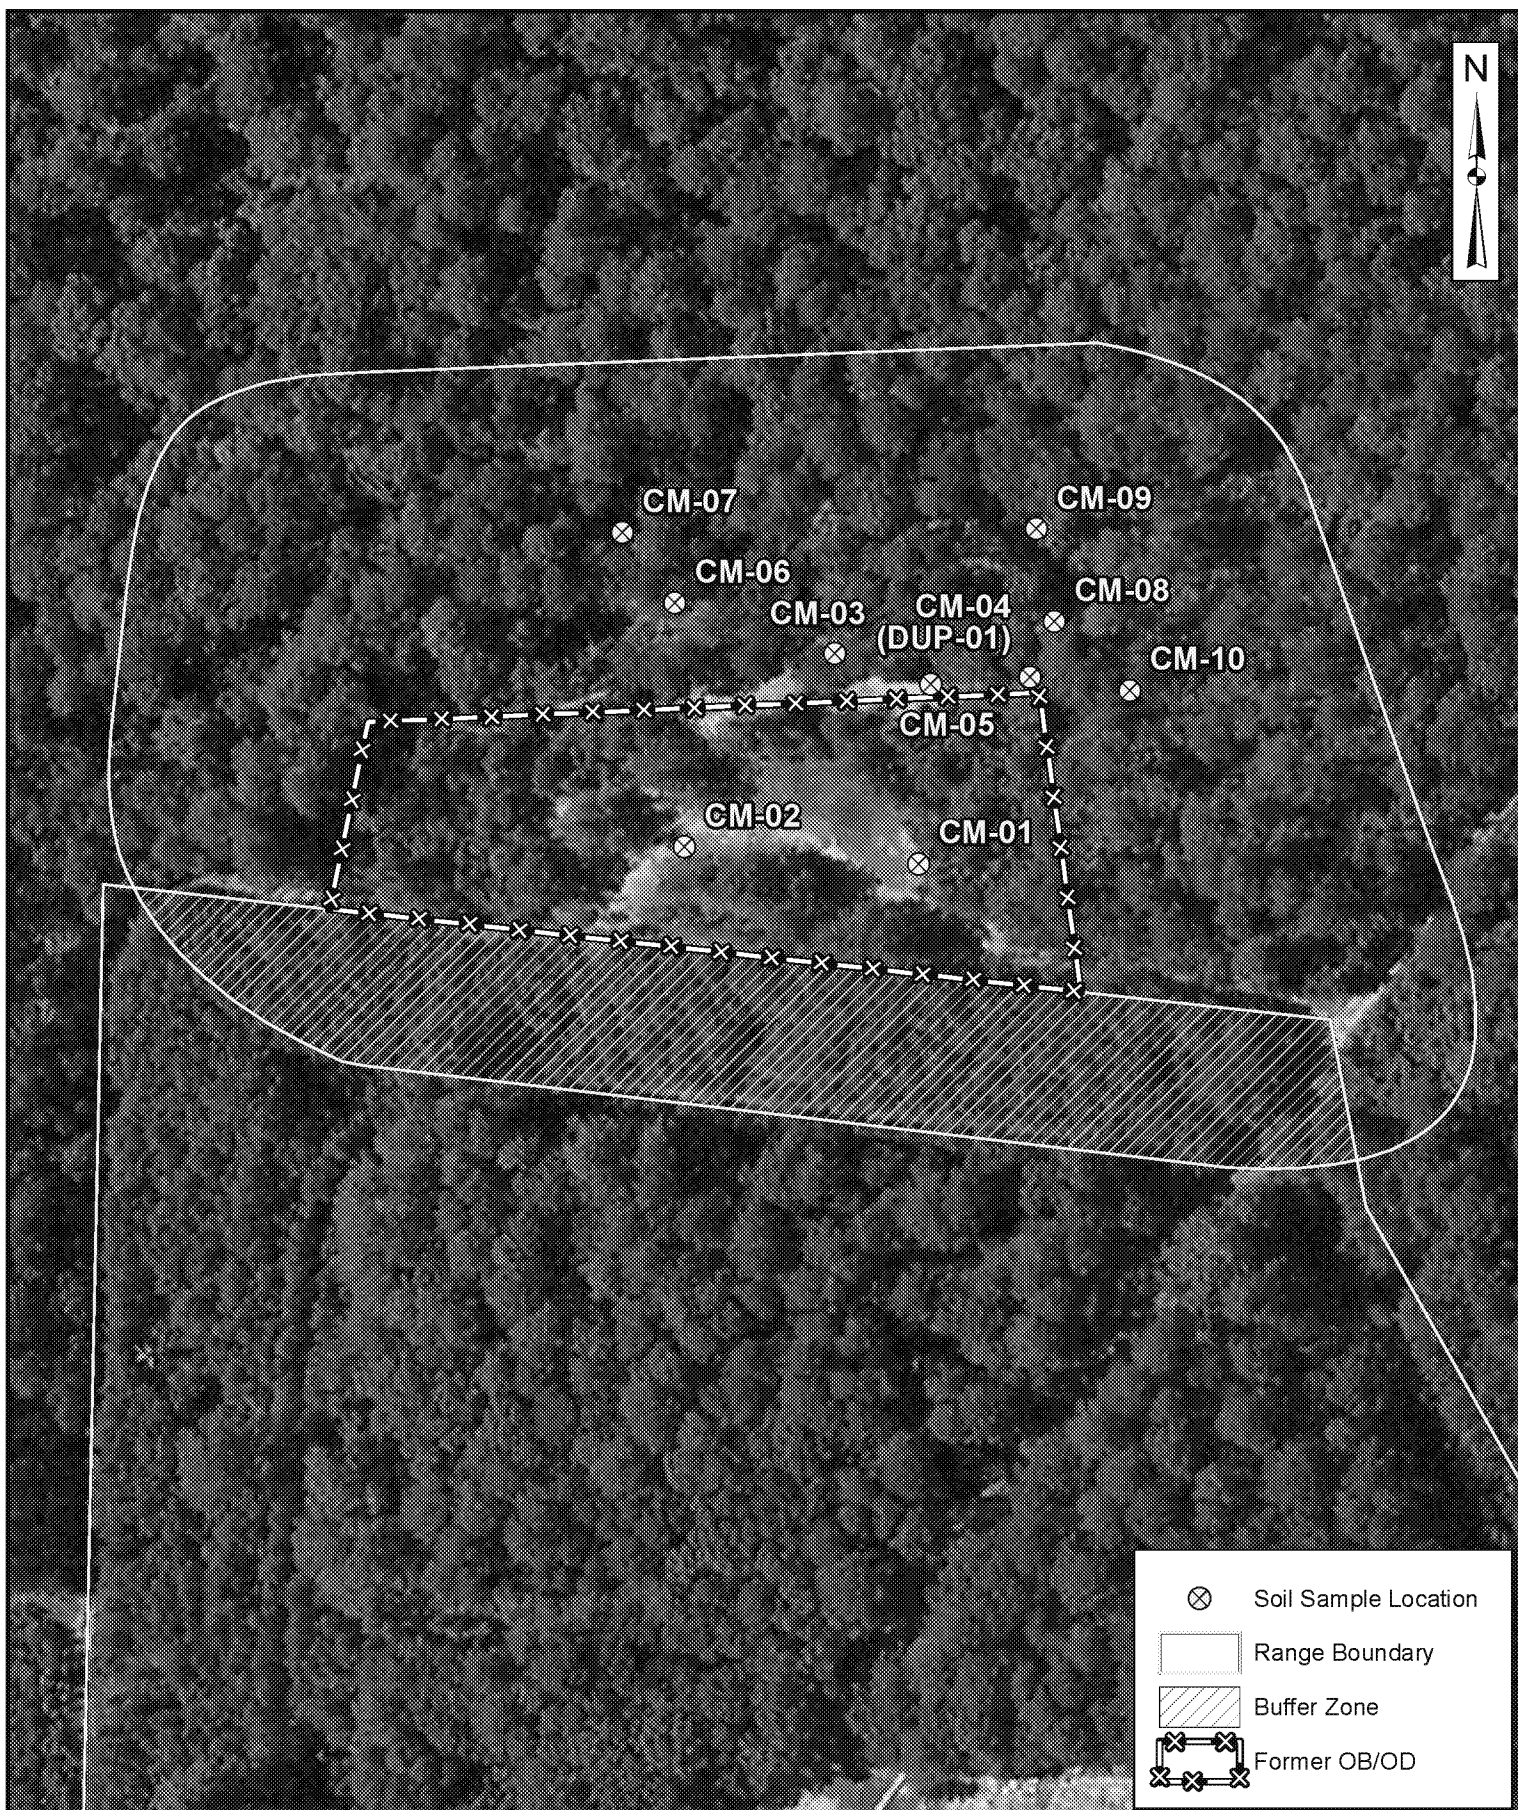 N
CM-07
CM-09
CM-06
CM-08
CM-03
CM-04
(DUP-01)
CM-10
CM-05
CM-02
CM-01
Soil Sample Location
Range Boundary
Buffer Zone
Former OB/OD